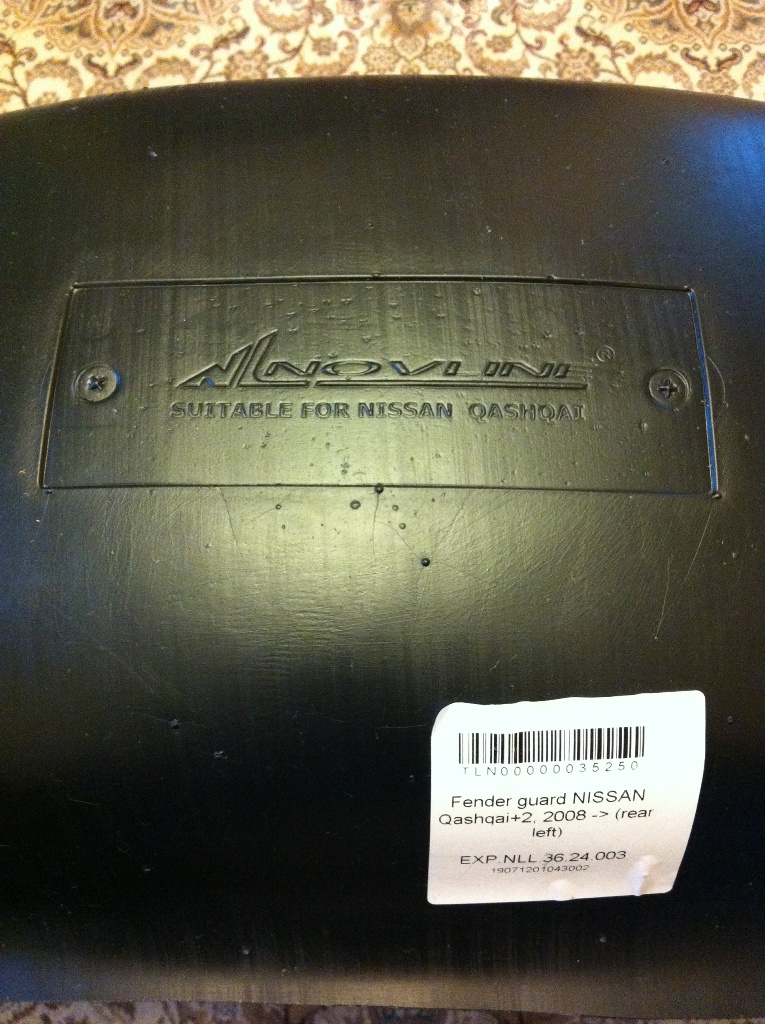 NLNOVLINE®
SUITABLE FOR NISSAN QASHQAI
TLN00000035250
Fender guard NISSAN
Qashqai+2, 2008 -> (rear
left)
EXP.NLL.36.24.003
19071201043002